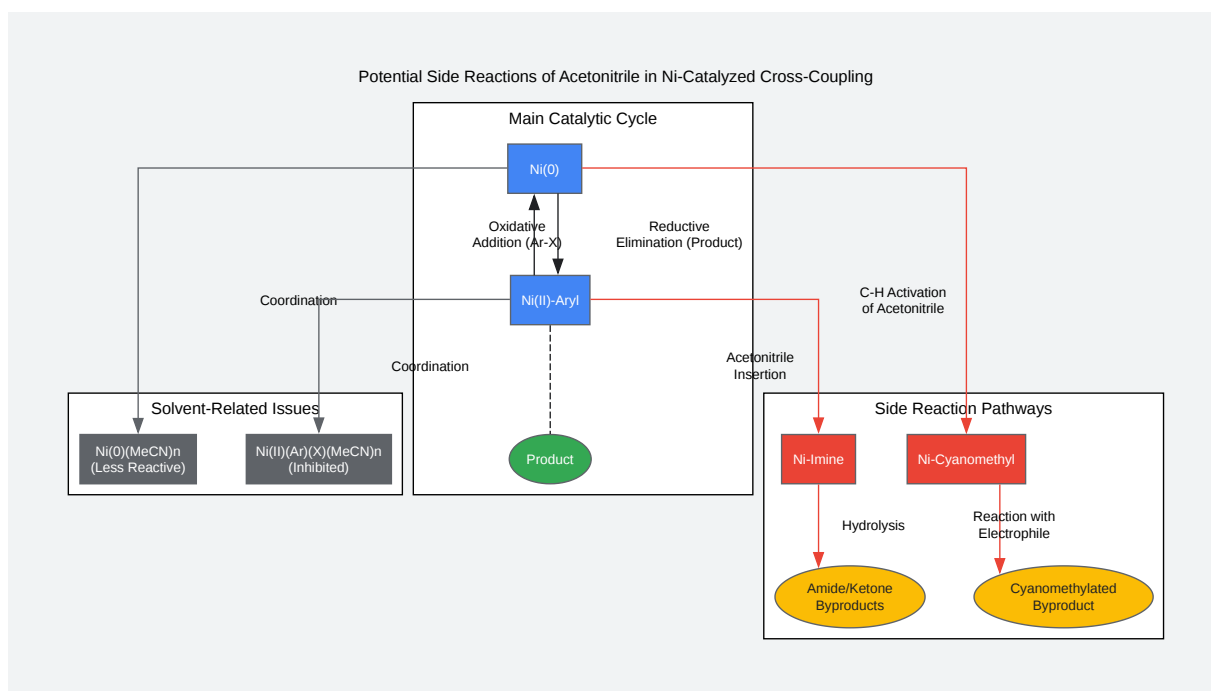 Potential Side Reactions of Acetonitrile in Ni-Catalyzed Cross-Coupling
Main Catalytic Cycle
Ni(0)
Oxidative
Addition (Ar-X)
Reductive
Elimination (Product)
Ni(II)-Aryl
Coordination
C-H Activation
of Acetonitrile
Coordination
Acetonitrile
Insertion
Solvent-Related Issues
Ni(0)(MeCN)n
(Less Reactive)
Ni(II)(Ar)(X)(MeCN)n
(Inhibited)
Product
Side Reaction Pathways
Ni-Imine
Ni-Cyanomethyl
Hydrolysis
Reaction with
Electrophile
Amide/Ketone
Byproducts
Cyanomethylated
Byproduct